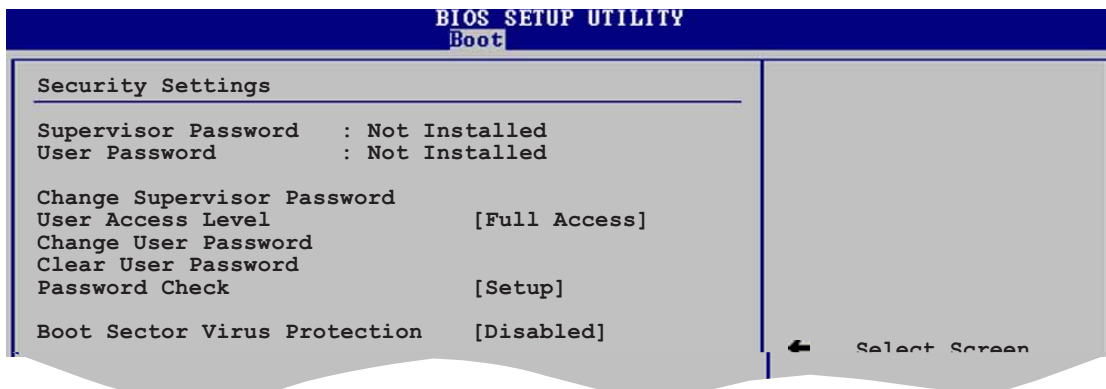 BIOS SETUP UTILITY
Boot
Security Settings
Supervisor Password : Not Installed
User Password : Not Installed
Change Supervisor Password
User Access Level [Full Access]
Change User Password
Clear User Password
Password Check [Setup]
Boot Sector Virus Protection [Disabled]
Select Screen